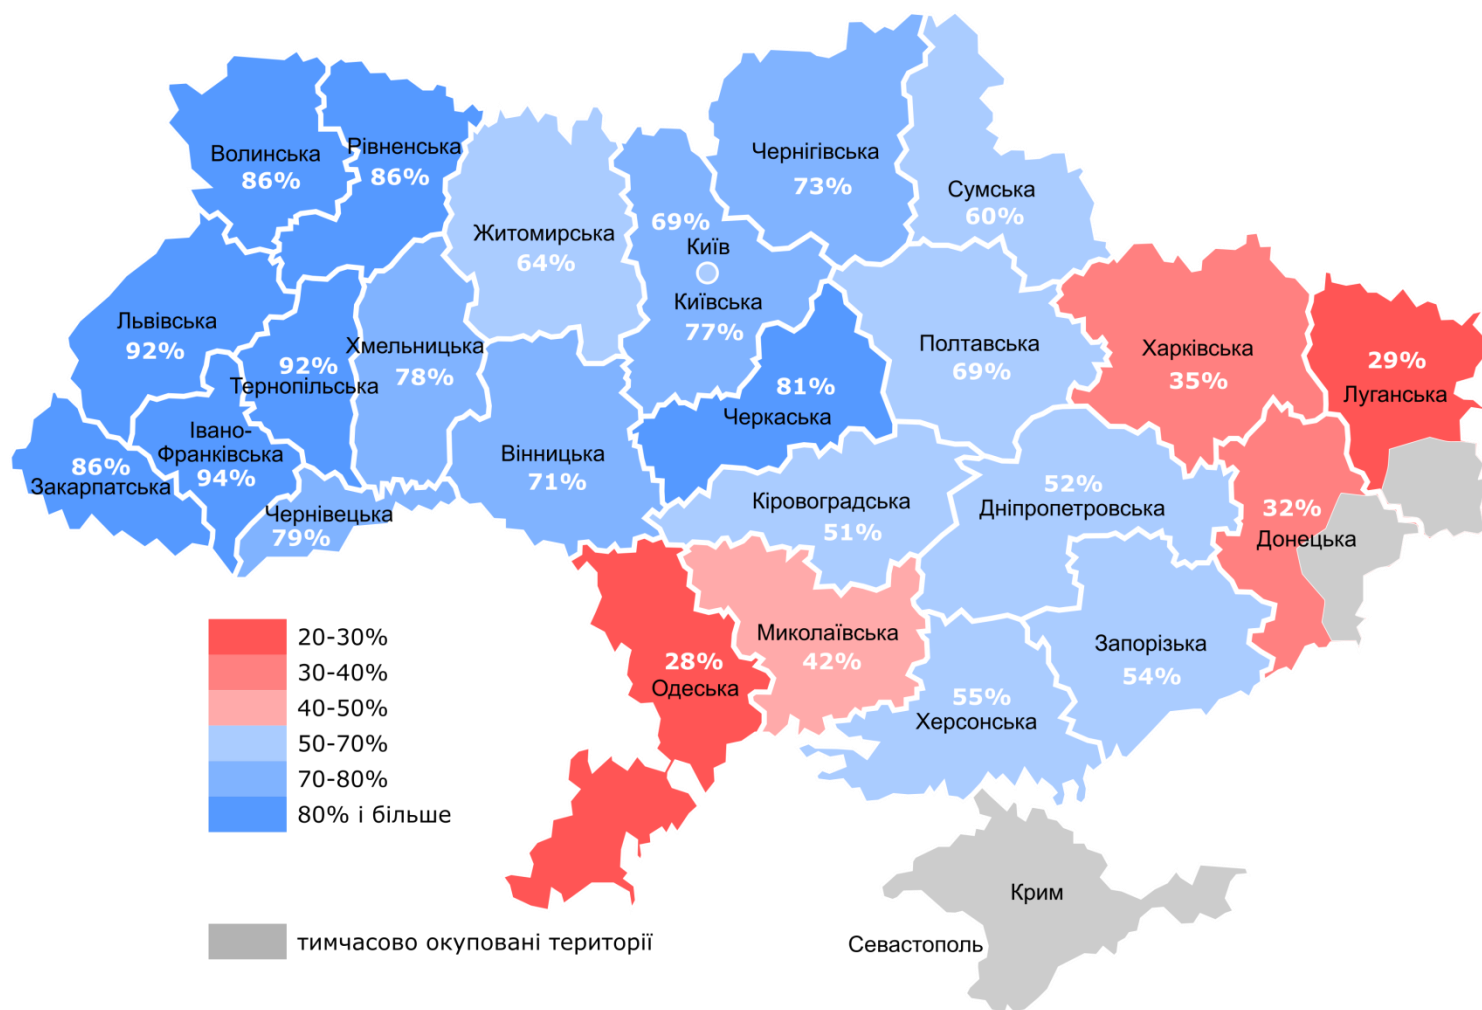 Волинська
86%
Рівненська
86%
Житомирська
64%
69%
Київ
Київська
77%
Чернігівська
73%
Сумська
60%
Львівська
92%
92%
Тернопільська
Хмельницька
78%
Івано-
Франківська
94%
86%
Закарпатська
Чернівецька
79%
Вінницька
71%
81%
Черкаська
Полтавська
69%
Харківська
35%
29%
Луганська
Кіровоградська
51%
52%
Дніпропетровська
32%
Донецька
28%
Одеська
Миколаївська
42%
55%
Херсонська
Запорізька
54%
Крим
Севастополь
20-30%
30-40%
40-50%
50-70%
70-80%
80% і більше
тимчасово окуповані території